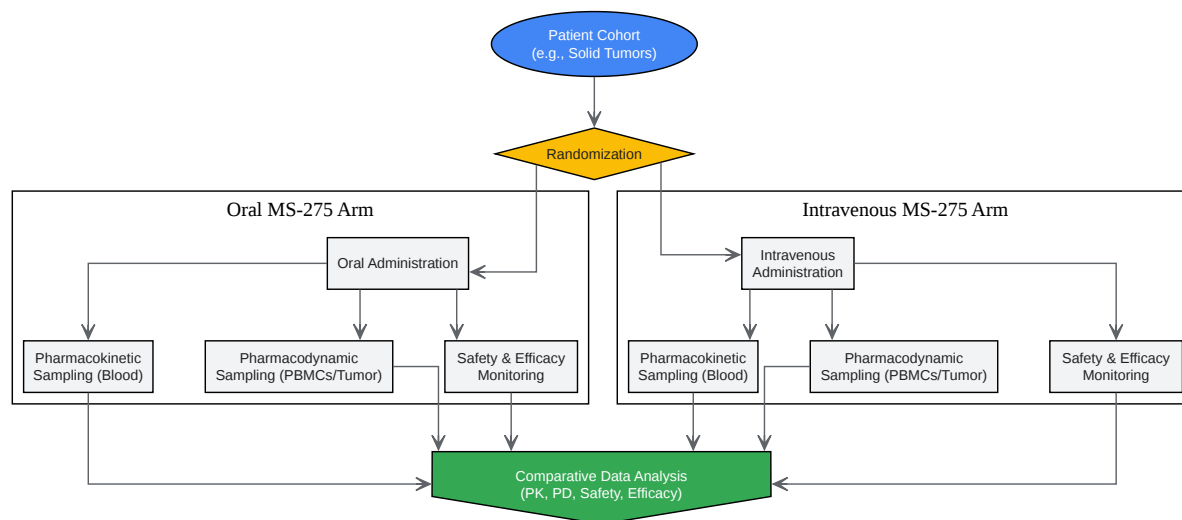 Patient Cohort
(e.g., Solid Tumors)
Randomization
Oral MS-275 Arm
Oral Administration
Pharmacokinetic
Sampling (Blood)
Pharmacodynamic
Sampling (PBMCs/Tumor)
Safety & Efficacy
Monitoring
Intravenous MS-275 Arm
Intravenous
Administration
Pharmacokinetic
Sampling (Blood)
Pharmacodynamic
Sampling (PBMCs/Tumor)
Safety & Efficacy
Monitoring
Comparative Data Analysis
(PK, PD, Safety, Efficacy)